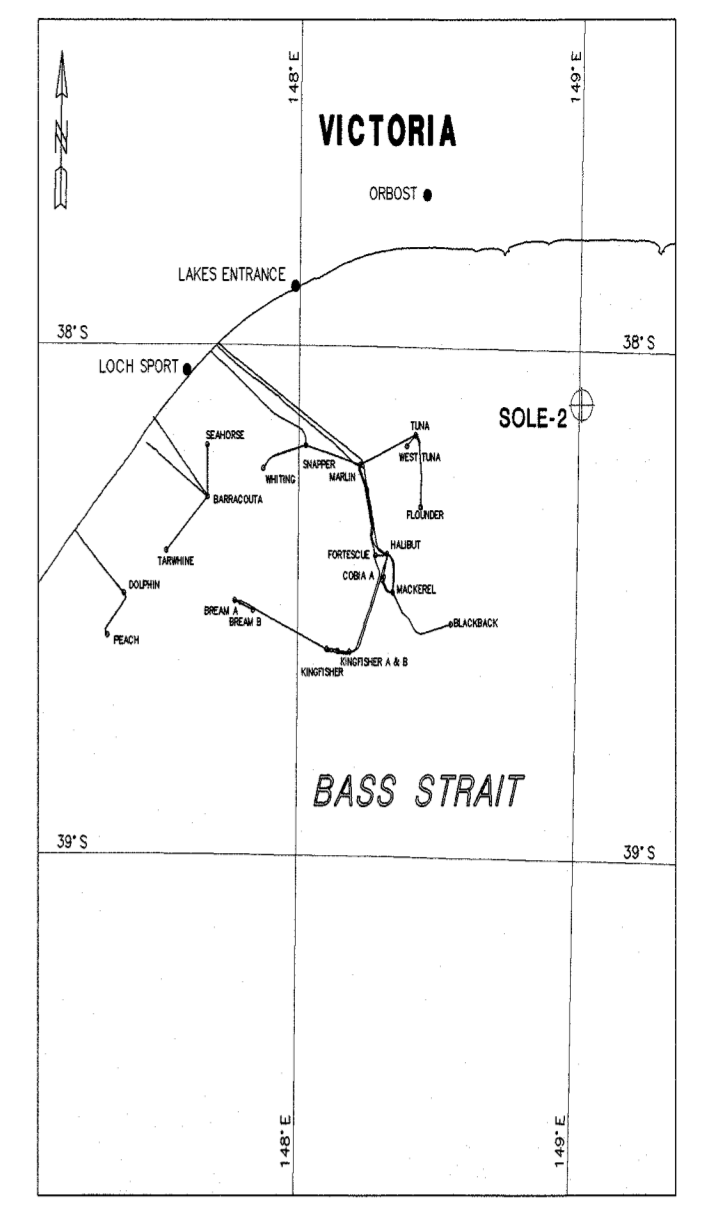 148° E
149° E
N
VICTORIA
ORBOST
LAKES ENTRANCE
38° S
38° S
LOCH SPORT
SOLE-2
TUNA
SEAHORSE
WEST TUNA
SNAPPER
WHITING
MARLIN
BARRACOUTA
FLOUNDER
HALIBUT
FORTESCUE
TARWHINE
COBIA A
DOLPHIN
MACKEREL
BREAM A
BREAM B
BLACKBACK
PEACH
KINGFISHER A & B
KINGFISHER
BASS STRAIT
39° S
39° S
148° E
149° E